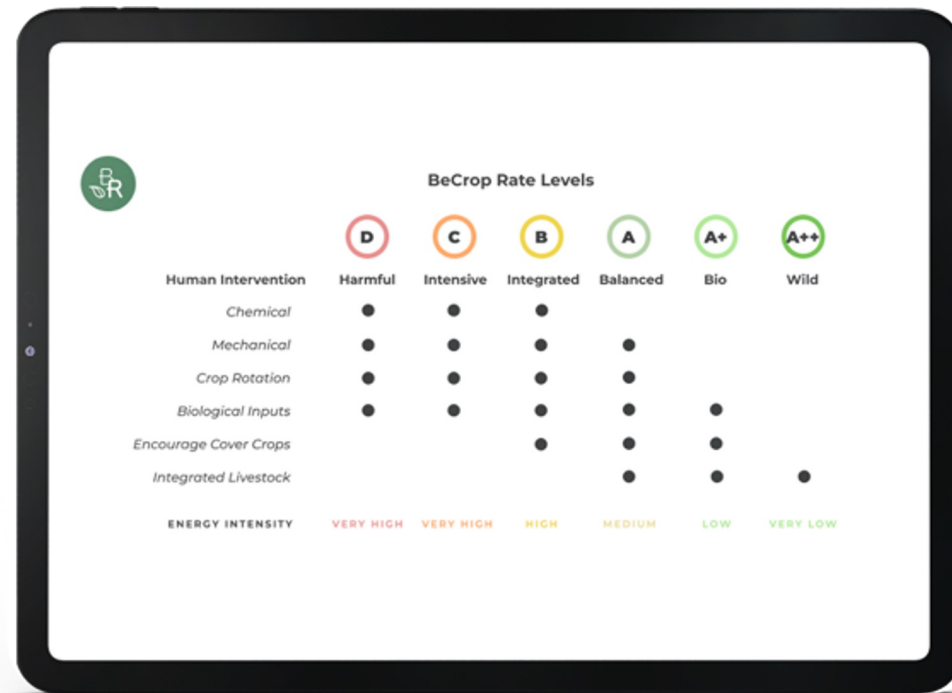 BR
BeCrop Rate Levels
D C B A A+ A++
Human Intervention Harmful Intensive Integrated Balanced Bio Wild
Chemical
Mechanical
Crop Rotation
Biological Inputs
Encourage Cover Crops
Integrated Livestock
ENERGY INTENSITY VERY HIGH VERY HIGH HIGH MEDIUM LOW VERY LOW